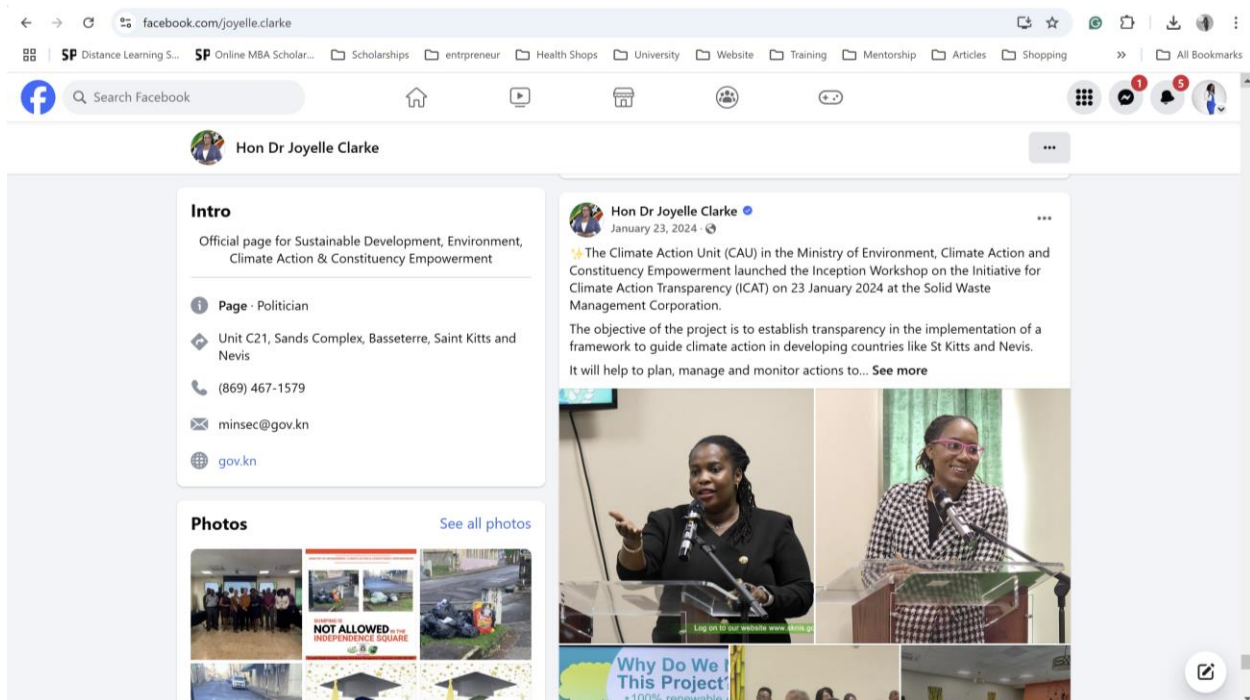 facebook.com/joyelle.clarke
SP Distance Learning S...
SP Online MBA Scholar...
Scholarships
entrpreneur
Health Shops
University
Website
Training
Mentorship
Articles
Shopping
»
All Bookmarks
Search Facebook
1
5
Hon Dr Joyelle Clarke
Intro
Official page for Sustainable Development, Environment,
Climate Action & Constituency Empowerment
Page · Politician
Unit C21, Sands Complex, Basseterre, Saint Kitts and
Nevis
(869) 467-1579
minsec@gov.kn
gov.kn
Photos
See all photos
NOT ALLOWED IN THE
INDEPENDENCE SQUARE
Hon Dr Joyelle Clarke
January 23, 2024 ·
✨The Climate Action Unit (CAU) in the Ministry of Environment, Climate Action and
Constituency Empowerment launched the Inception Workshop on the Initiative for
Climate Action Transparency (ICAT) on 23 January 2024 at the Solid Waste
Management Corporation.
The objective of the project is to establish transparency in the implementation of a
framework to guide climate action in developing countries like St Kitts and Nevis.
It will help to plan, manage and monitor actions to... See more
Log on to our website www.sknis.go
Why Do We
This Project?
• 100% renewable